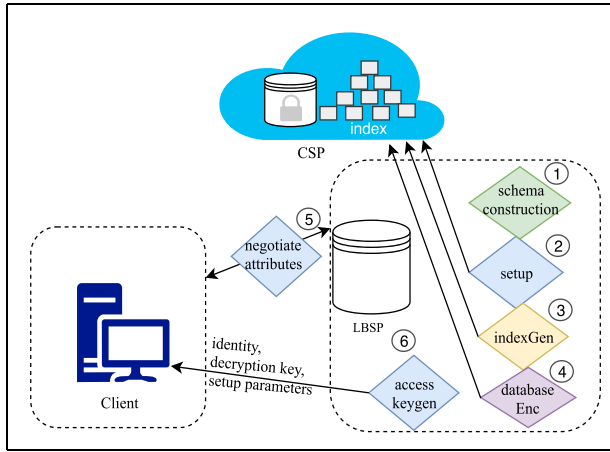 index
CSP
1
schema
construction
5
negotiate
attributes
2
setup
LBSP
3
indexGen
6
identity,
decryption key,
setup parameters
access
keygen
4
database
Enc
Client